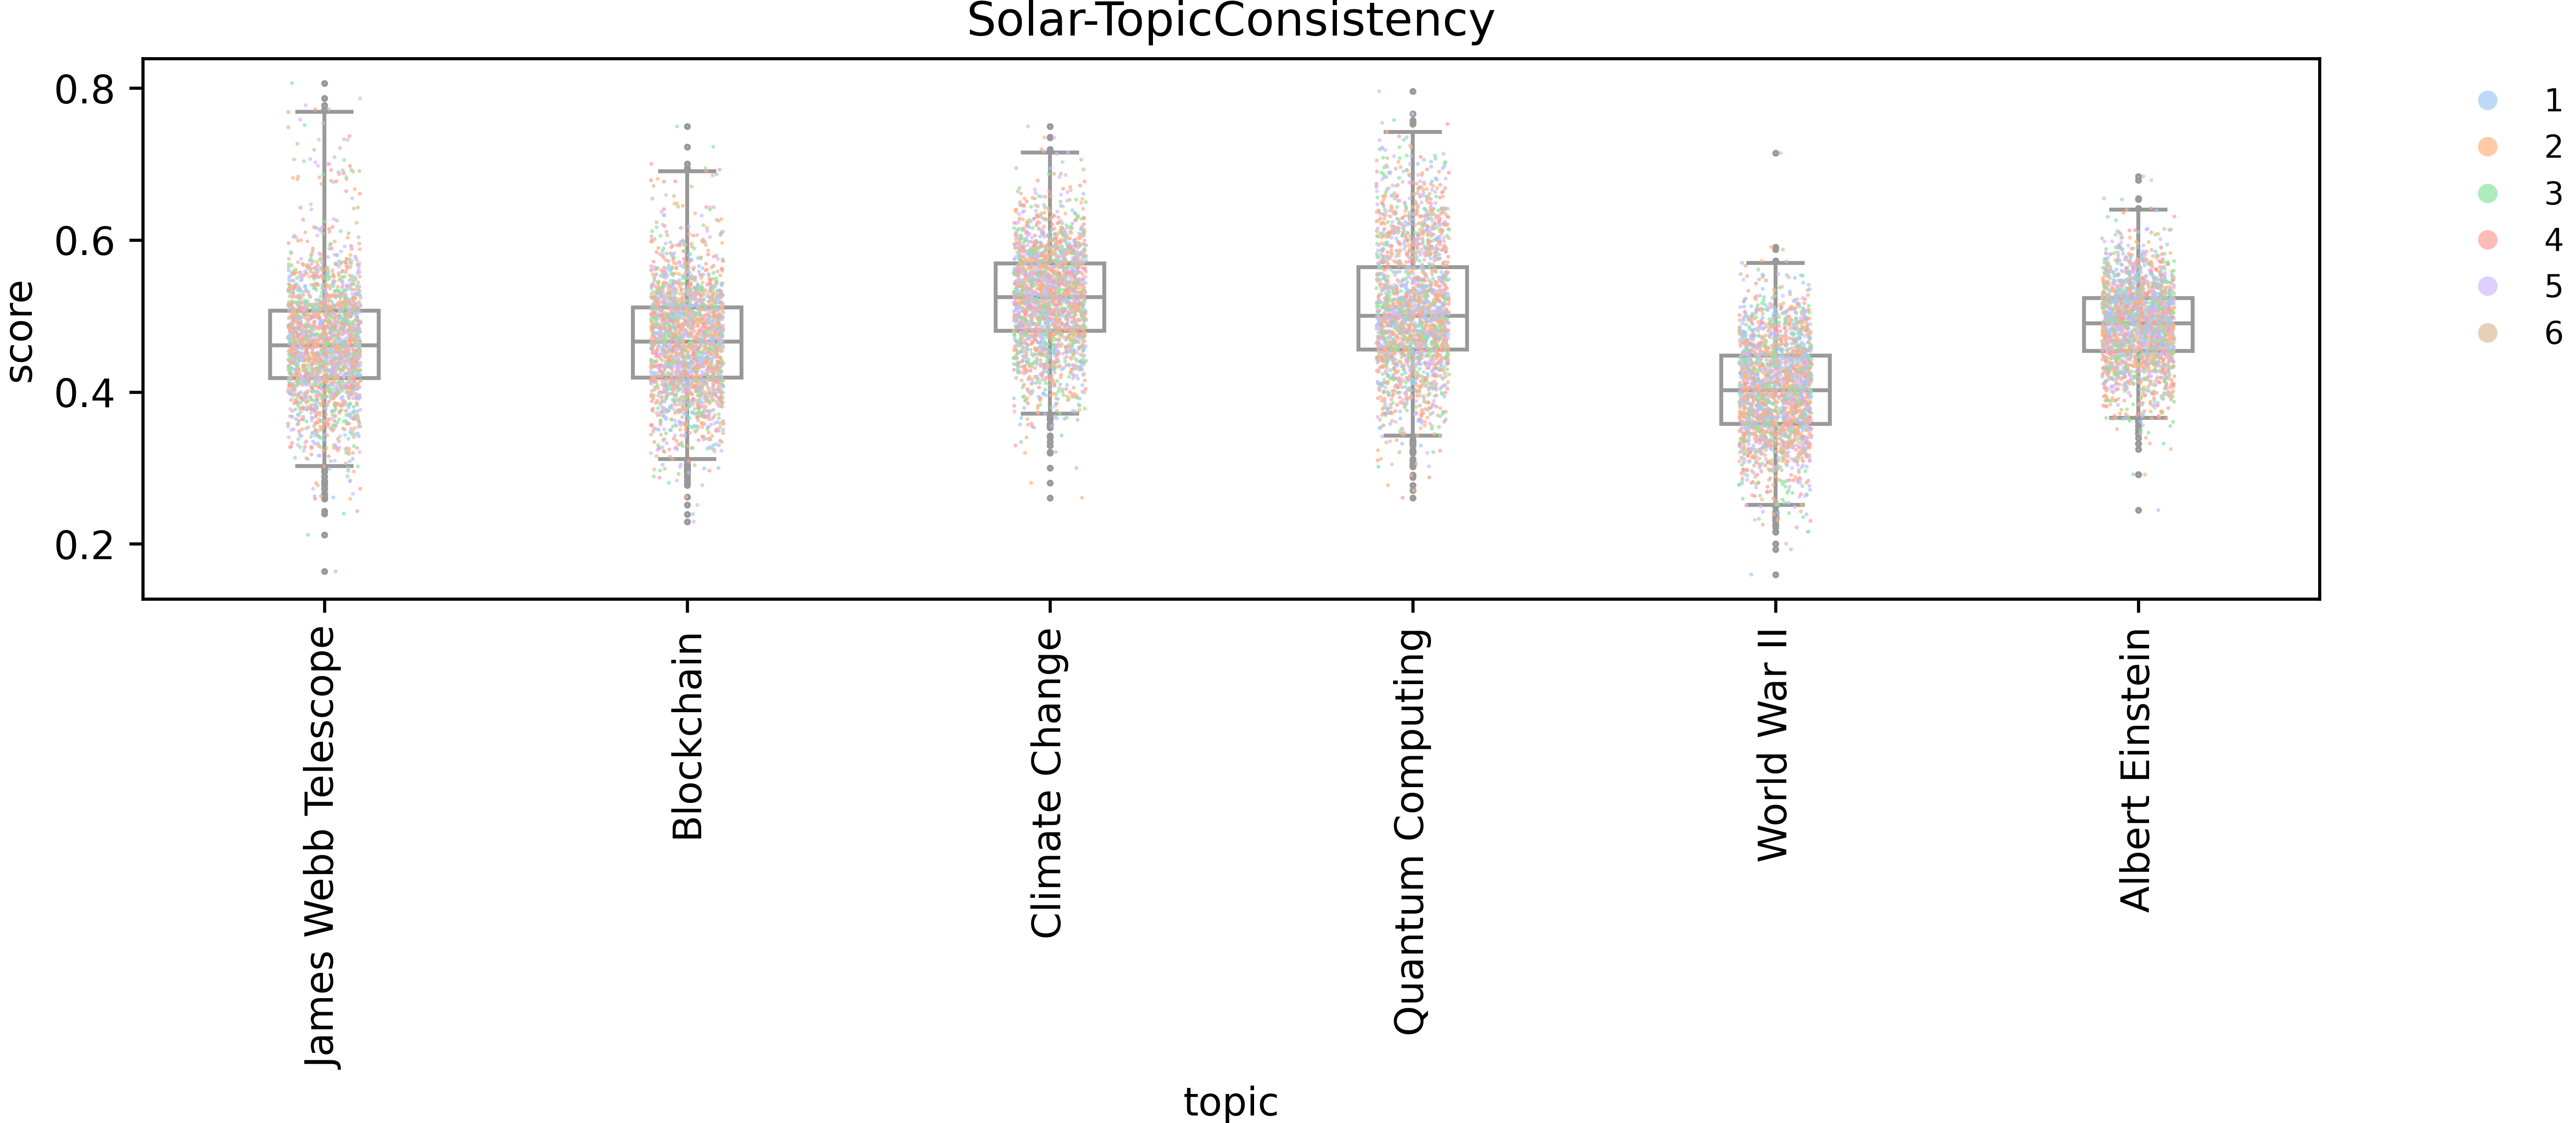 Solar-TopicConsistency
score
0.8
0.6
0.4
0.2
1
2
3
4
5
6
James Webb Telescope
Blockchain
Climate Change
Quantum Computing
World War II
Albert Einstein
topic